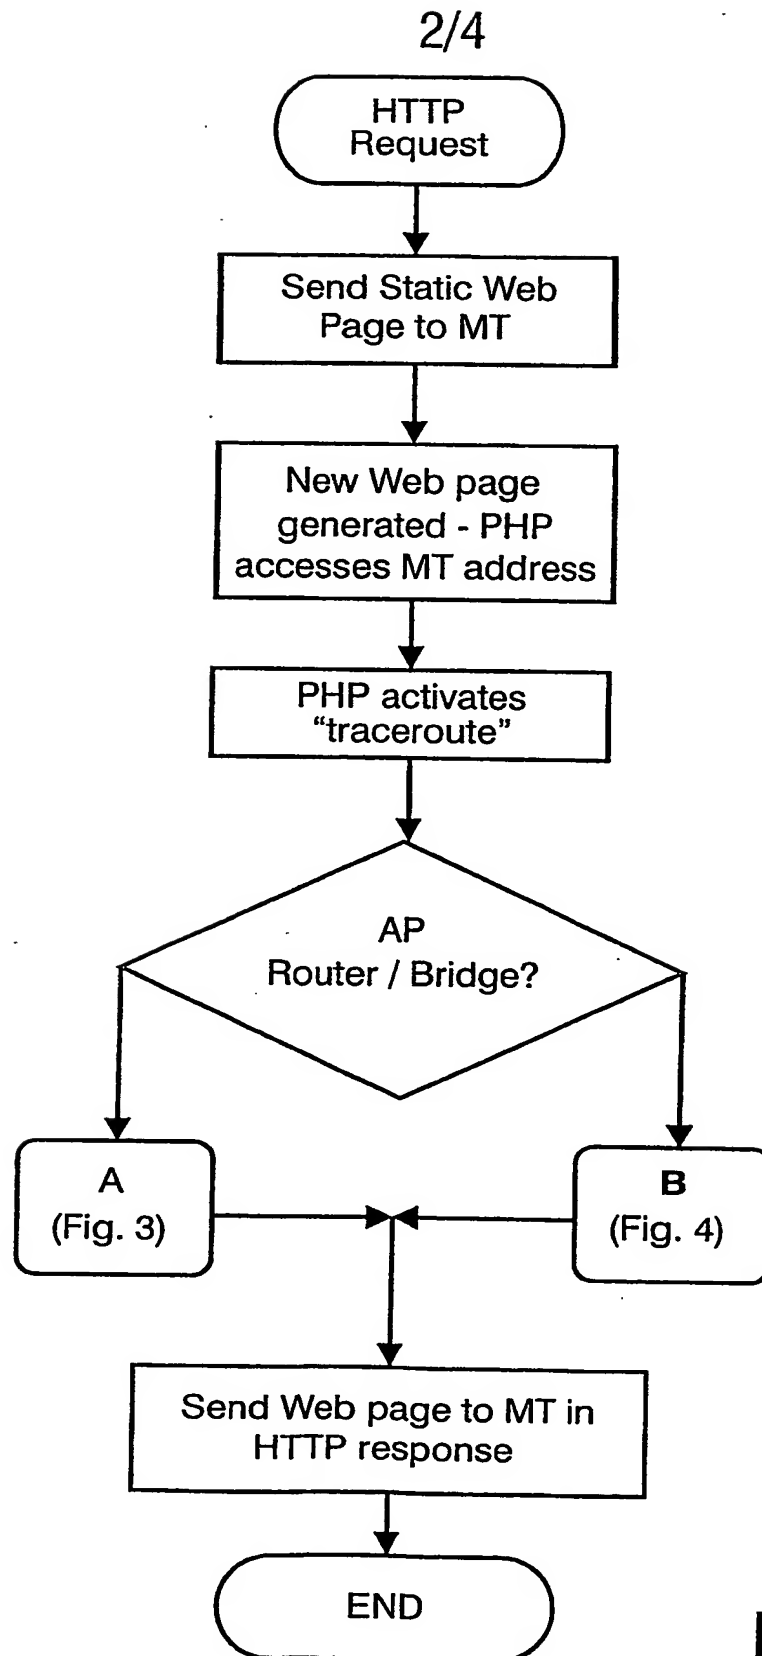 2/4
HTTP
Request
Send Static Web
Page to MT
New Web page
generated - PHP
accesses MT address
PHP activates
“traceroute”
AP
Router / Bridge?
A
(Fig. 3)
B
(Fig. 4)
Send Web page to MT in
HTTP response
END